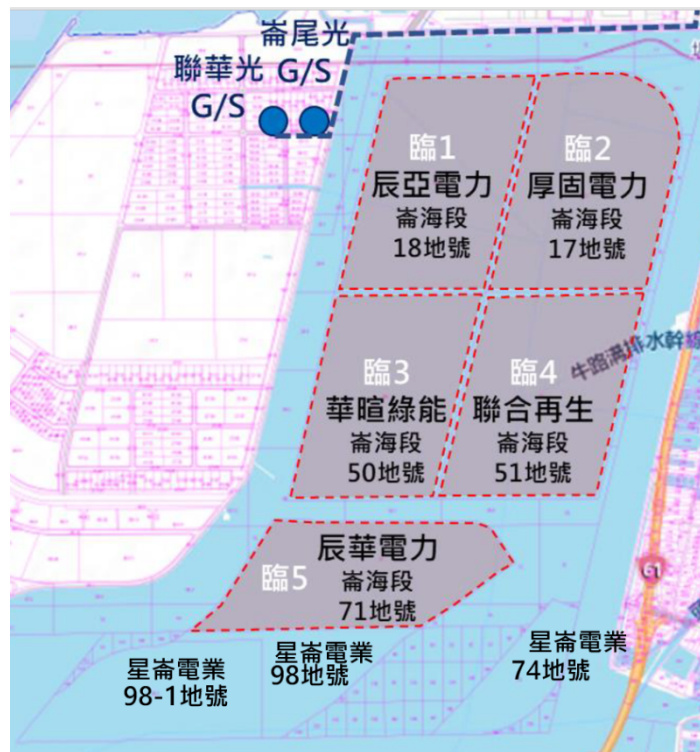 崙尾光
G/S
聯華光
G/S
臨1
辰亞電力
崙海段
18地號
臨2
厚固電力
崙海段
17地號
臨3
華暄綠能
崙海段
50地號
臨4
聯合再生
崙海段
51地號
牛路溝排水幹線
臨5
辰華電力
崙海段
71地號
61
星崙電業
98-1地號
星崙電業
98地號
星崙電業
74地號